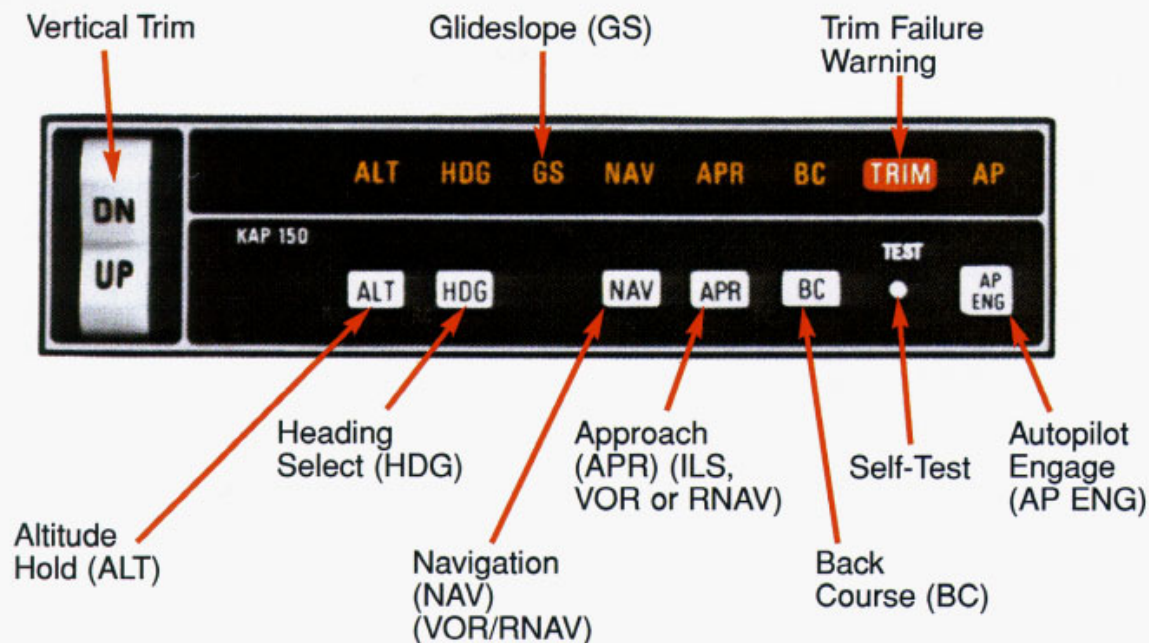 Vertical Trim
Glideslope (GS)
Trim Failure
Warning
ALT HDG GS NAV APR BC TRIM AP
DN
UP
KAP 150
TEST
ALT HDG NAV APR BC AP
ENG
Heading
Select (HDG)
Approach
(APR) (ILS,
VOR or RNAV)
Self-Test
Autopilot
Engage
(AP ENG)
Altitude
Hold (ALT)
Navigation
(NAV)
(VOR/RNAV)
Back
Course (BC)